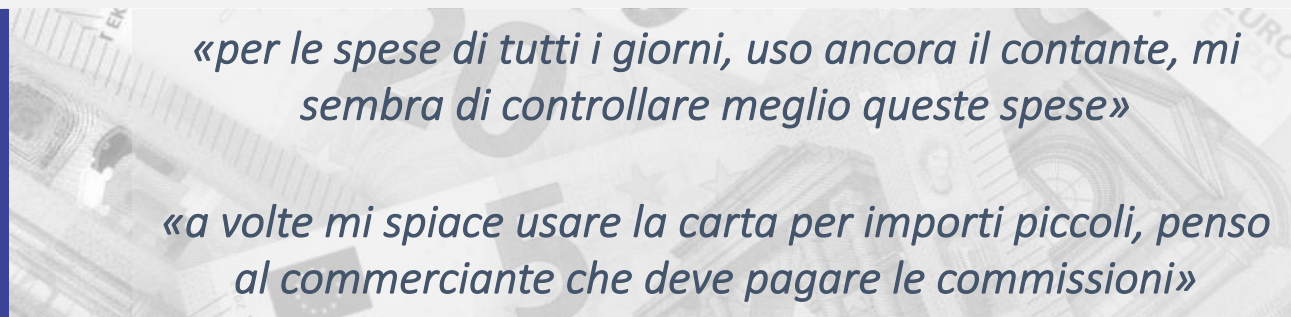 «per le spese di tutti i giorni, uso ancora il contante, mi
sembra di controllare meglio queste spese»
«a volte mi spiace usare la carta per importi piccoli, penso
al commerciante che deve pagare le commissioni»